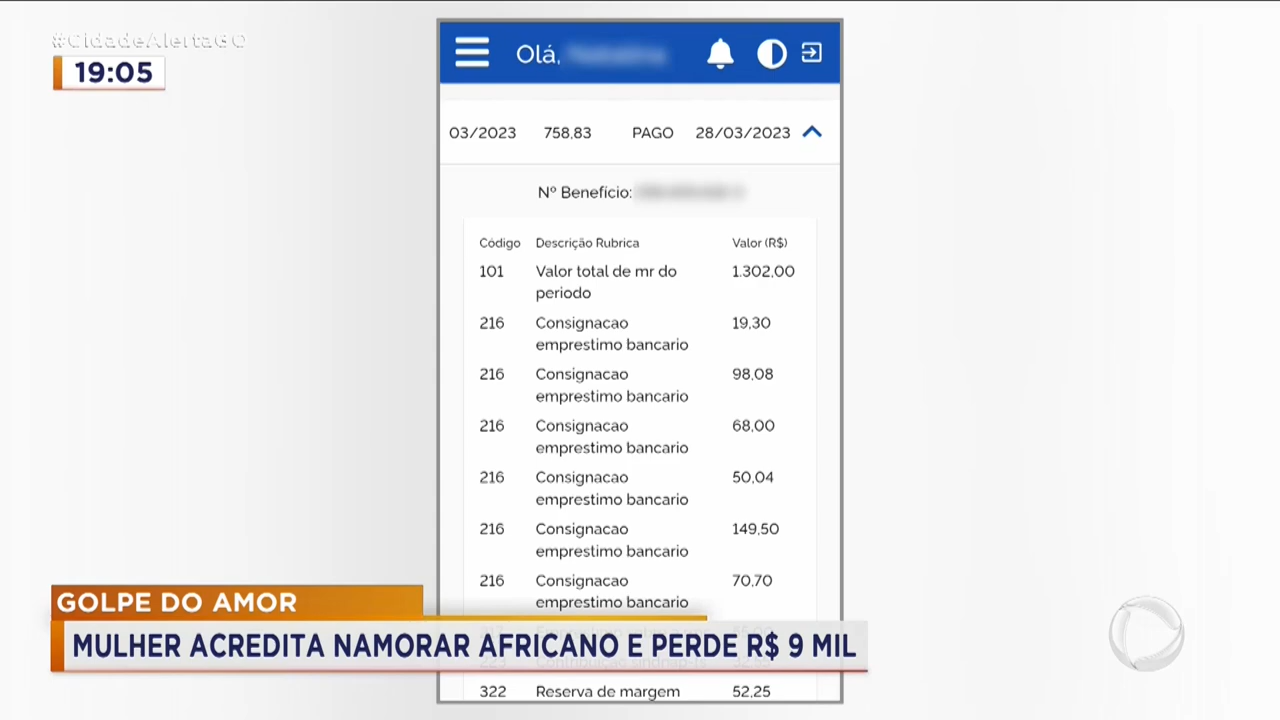 #CidadeAlertaGO
19:05
Olá,
03/2023 758,83 PAGO 28/03/2023
Nº Benefício:
Código Descrição Rubrica Valor (R$)
101 Valor total de mr do 1.302,00
periodo
216 Consignacao 19,30
emprestimo bancario
216 Consignacao 98,08
emprestimo bancario
216 Consignacao 68,00
emprestimo bancario
216 Consignacao 50,04
emprestimo bancario
216 Consignacao 149,50
emprestimo bancario
216 Consignacao 70,70
emprestimo bancario
GOLPE DO AMOR
MULHER ACREDITA NAMORAR AFRICANO E PERDE R$ 9 MIL
322 Reserva de margem 52,25